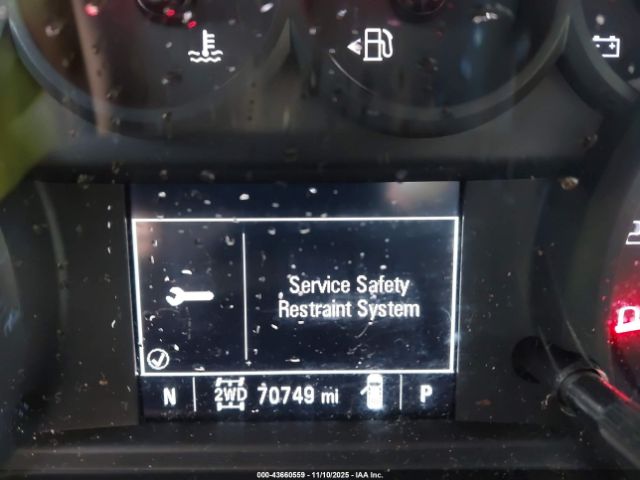 Service Safety
Restraint System
N 2WD 70749 mi P
000-43660559 - 11/10/2025 - IAA Inc.